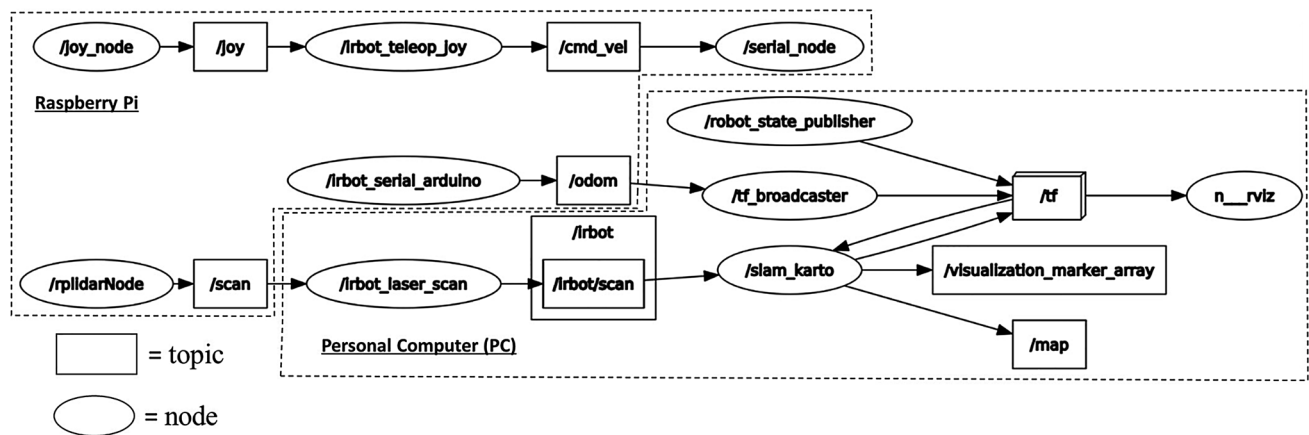 /joy_node
/joy
/irbot_teleop_joy
/cmd_vel
/serial_node
Raspberry Pi
/robot_state_publisher
/irbot_serial_arduino
/odom
/tf_broadcaster
/tf
n__rviz
/irbot
/rplidarNode
/scan
/irbot_laser_scan
/irbot/scan
/slam_karto
/visualization_marker_array
Personal Computer (PC)
/map
= topic
= node